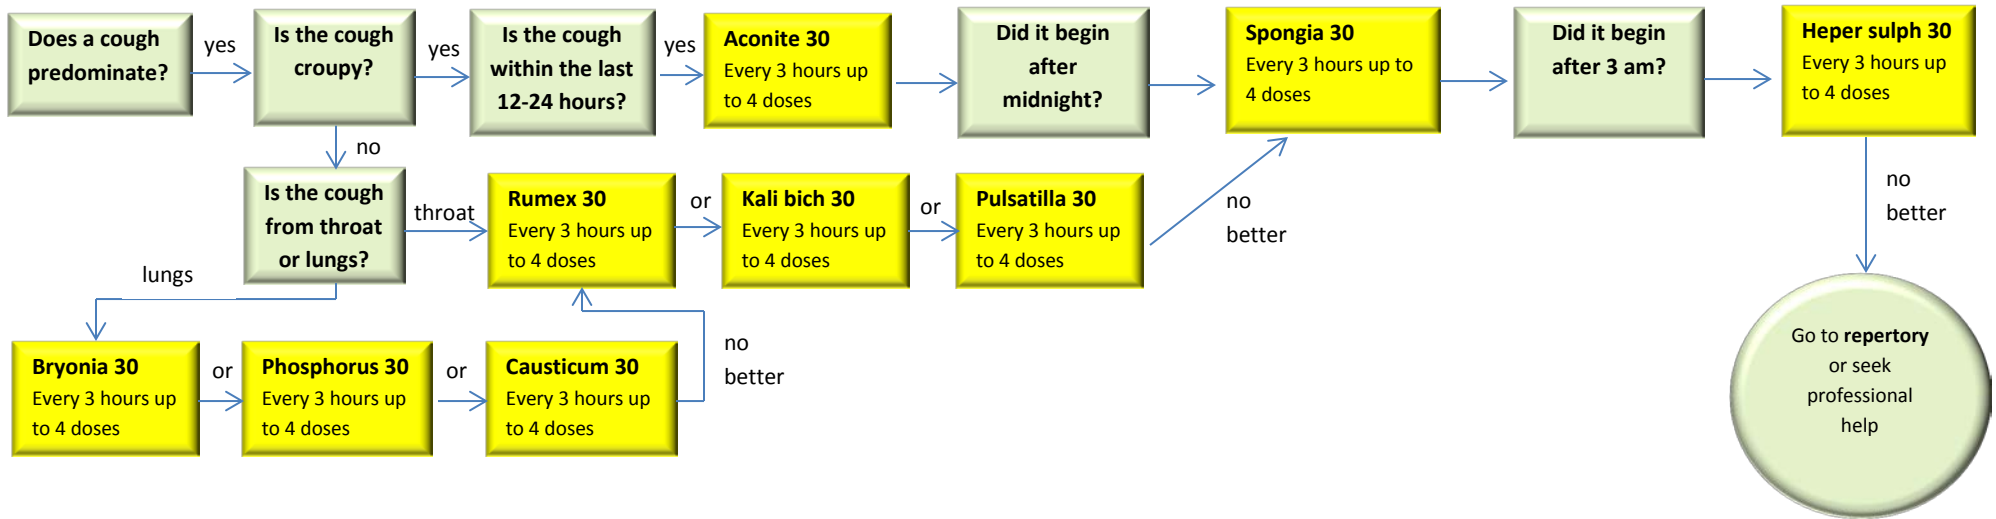 Does a cough
predominate?
yes
Is the cough
croupy?
yes
Is the cough
within the last
12-24 hours?
yes
Aconite 30
Every 3 hours up
to 4 doses
Did it begin
after
midnight?
Spongia 30
Every 3 hours up to
4 doses
Did it begin
after 3 am?
Heper sulph 30
Every 3 hours up
to 4 doses
no
Is the cough
from throat
or lungs?
throat
Rumex 30
Every 3 hours up
to 4 doses
or
Kali bich 30
Every 3 hours up
to 4 doses
or
Pulsatilla 30
Every 3 hours up
to 4 doses
no
better
no
better
lungs
Bryonia 30
Every 3 hours up
to 4 doses
or
Phosphorus 30
Every 3 hours up
to 4 doses
or
Causticum 30
Every 3 hours up
to 4 doses
no
better
Go to repertory
or seek
professional
help